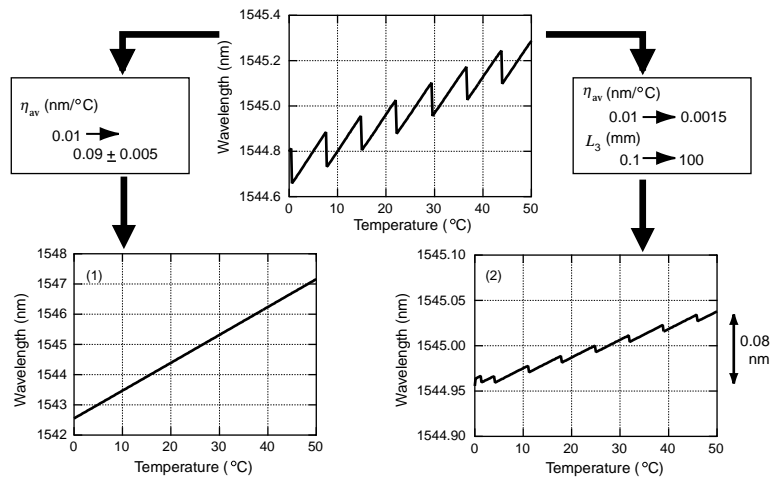 1545.4
1545.2
1545.0
1544.8
1544.6
Wavelength (nm)
0 10 20 30 40 50
Temperature (°C)
η_av (nm/°C)
0.01
0.09 ± 0.005
η_av (nm/°C)
0.01 0.0015
L_3 (mm)
0.1 100
(1)
1548
1547
1546
1545
1544
1543
1542
Wavelength (nm)
0 10 20 30 40 50
Temperature (°C)
(2)
1545.10
1545.05
1545.00
1544.95
1544.90
Wavelength (nm)
0 10 20 30 40 50
Temperature (°C)
0.08
nm